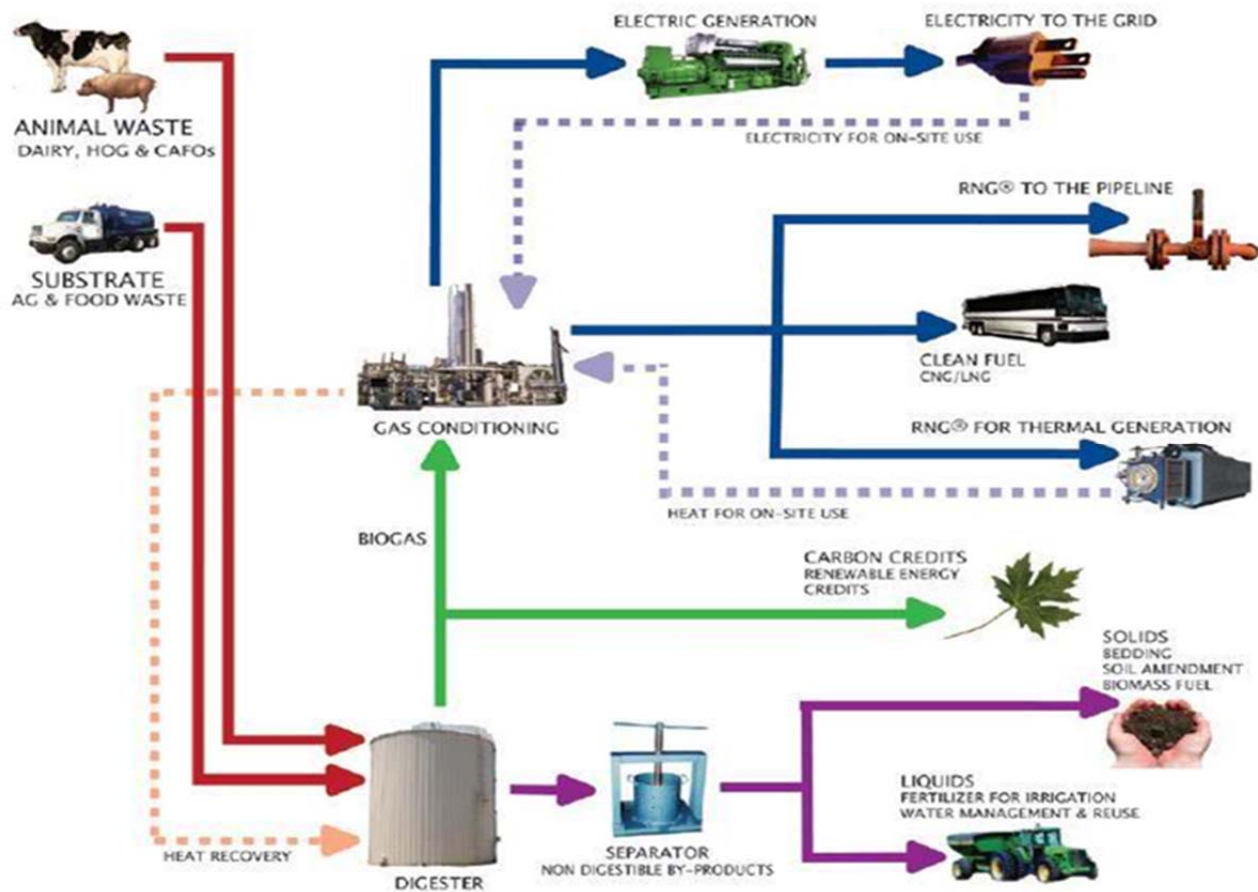 ELECTRIC GENERATION
ELECTRICITY TO THE GRID
ANIMAL WASTE
DAIRY, HOG & CAFOs
ELECTRICITY FOR ON-SITE USE
RNG® TO THE PIPELINE
SUBSTRATE
AG & FOOD WASTE
CLEAN FUEL
CNG/LNG
GAS CONDITIONING
RNG® FOR THERMAL GENERATION
HEAT FOR ON-SITE USE
BIOGAS
CARBON CREDITS
RENEWABLE ENERGY
CREDITS
SOLIDS
BEDDING
SOIL AMENDMENT
BIOMASS FUEL
LIQUIDS
FERTILIZER FOR IRRIGATION
WATER MANAGEMENT & REUSE
HEAT RECOVERY
DIGESTER
SEPARATOR
NON DIGESTIBLE BY-PRODUCTS